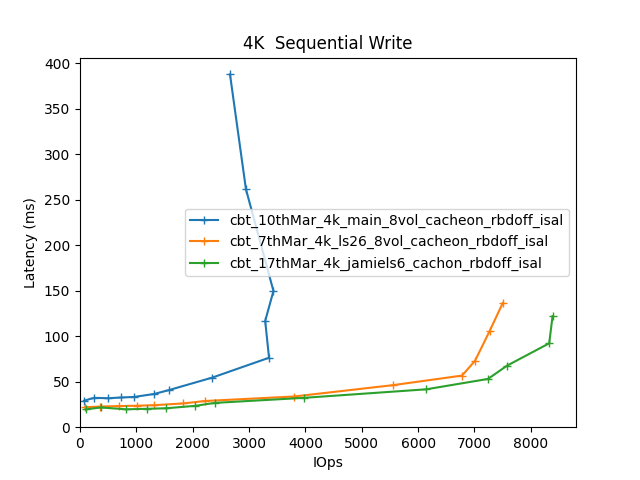 4K  Sequential Write
400
350
300
250
200
150
100
50
0
Latency (ms)
cbt_10thMar_4k_main_8vol_cacheon_rbdoff_isal
cbt_7thMar_4k_ls26_8vol_cacheon_rbdoff_isal
cbt_17thMar_4k_jamiels6_cachon_rbdoff_isal
0 1000 2000 3000 4000 5000 6000 7000 8000
IOps